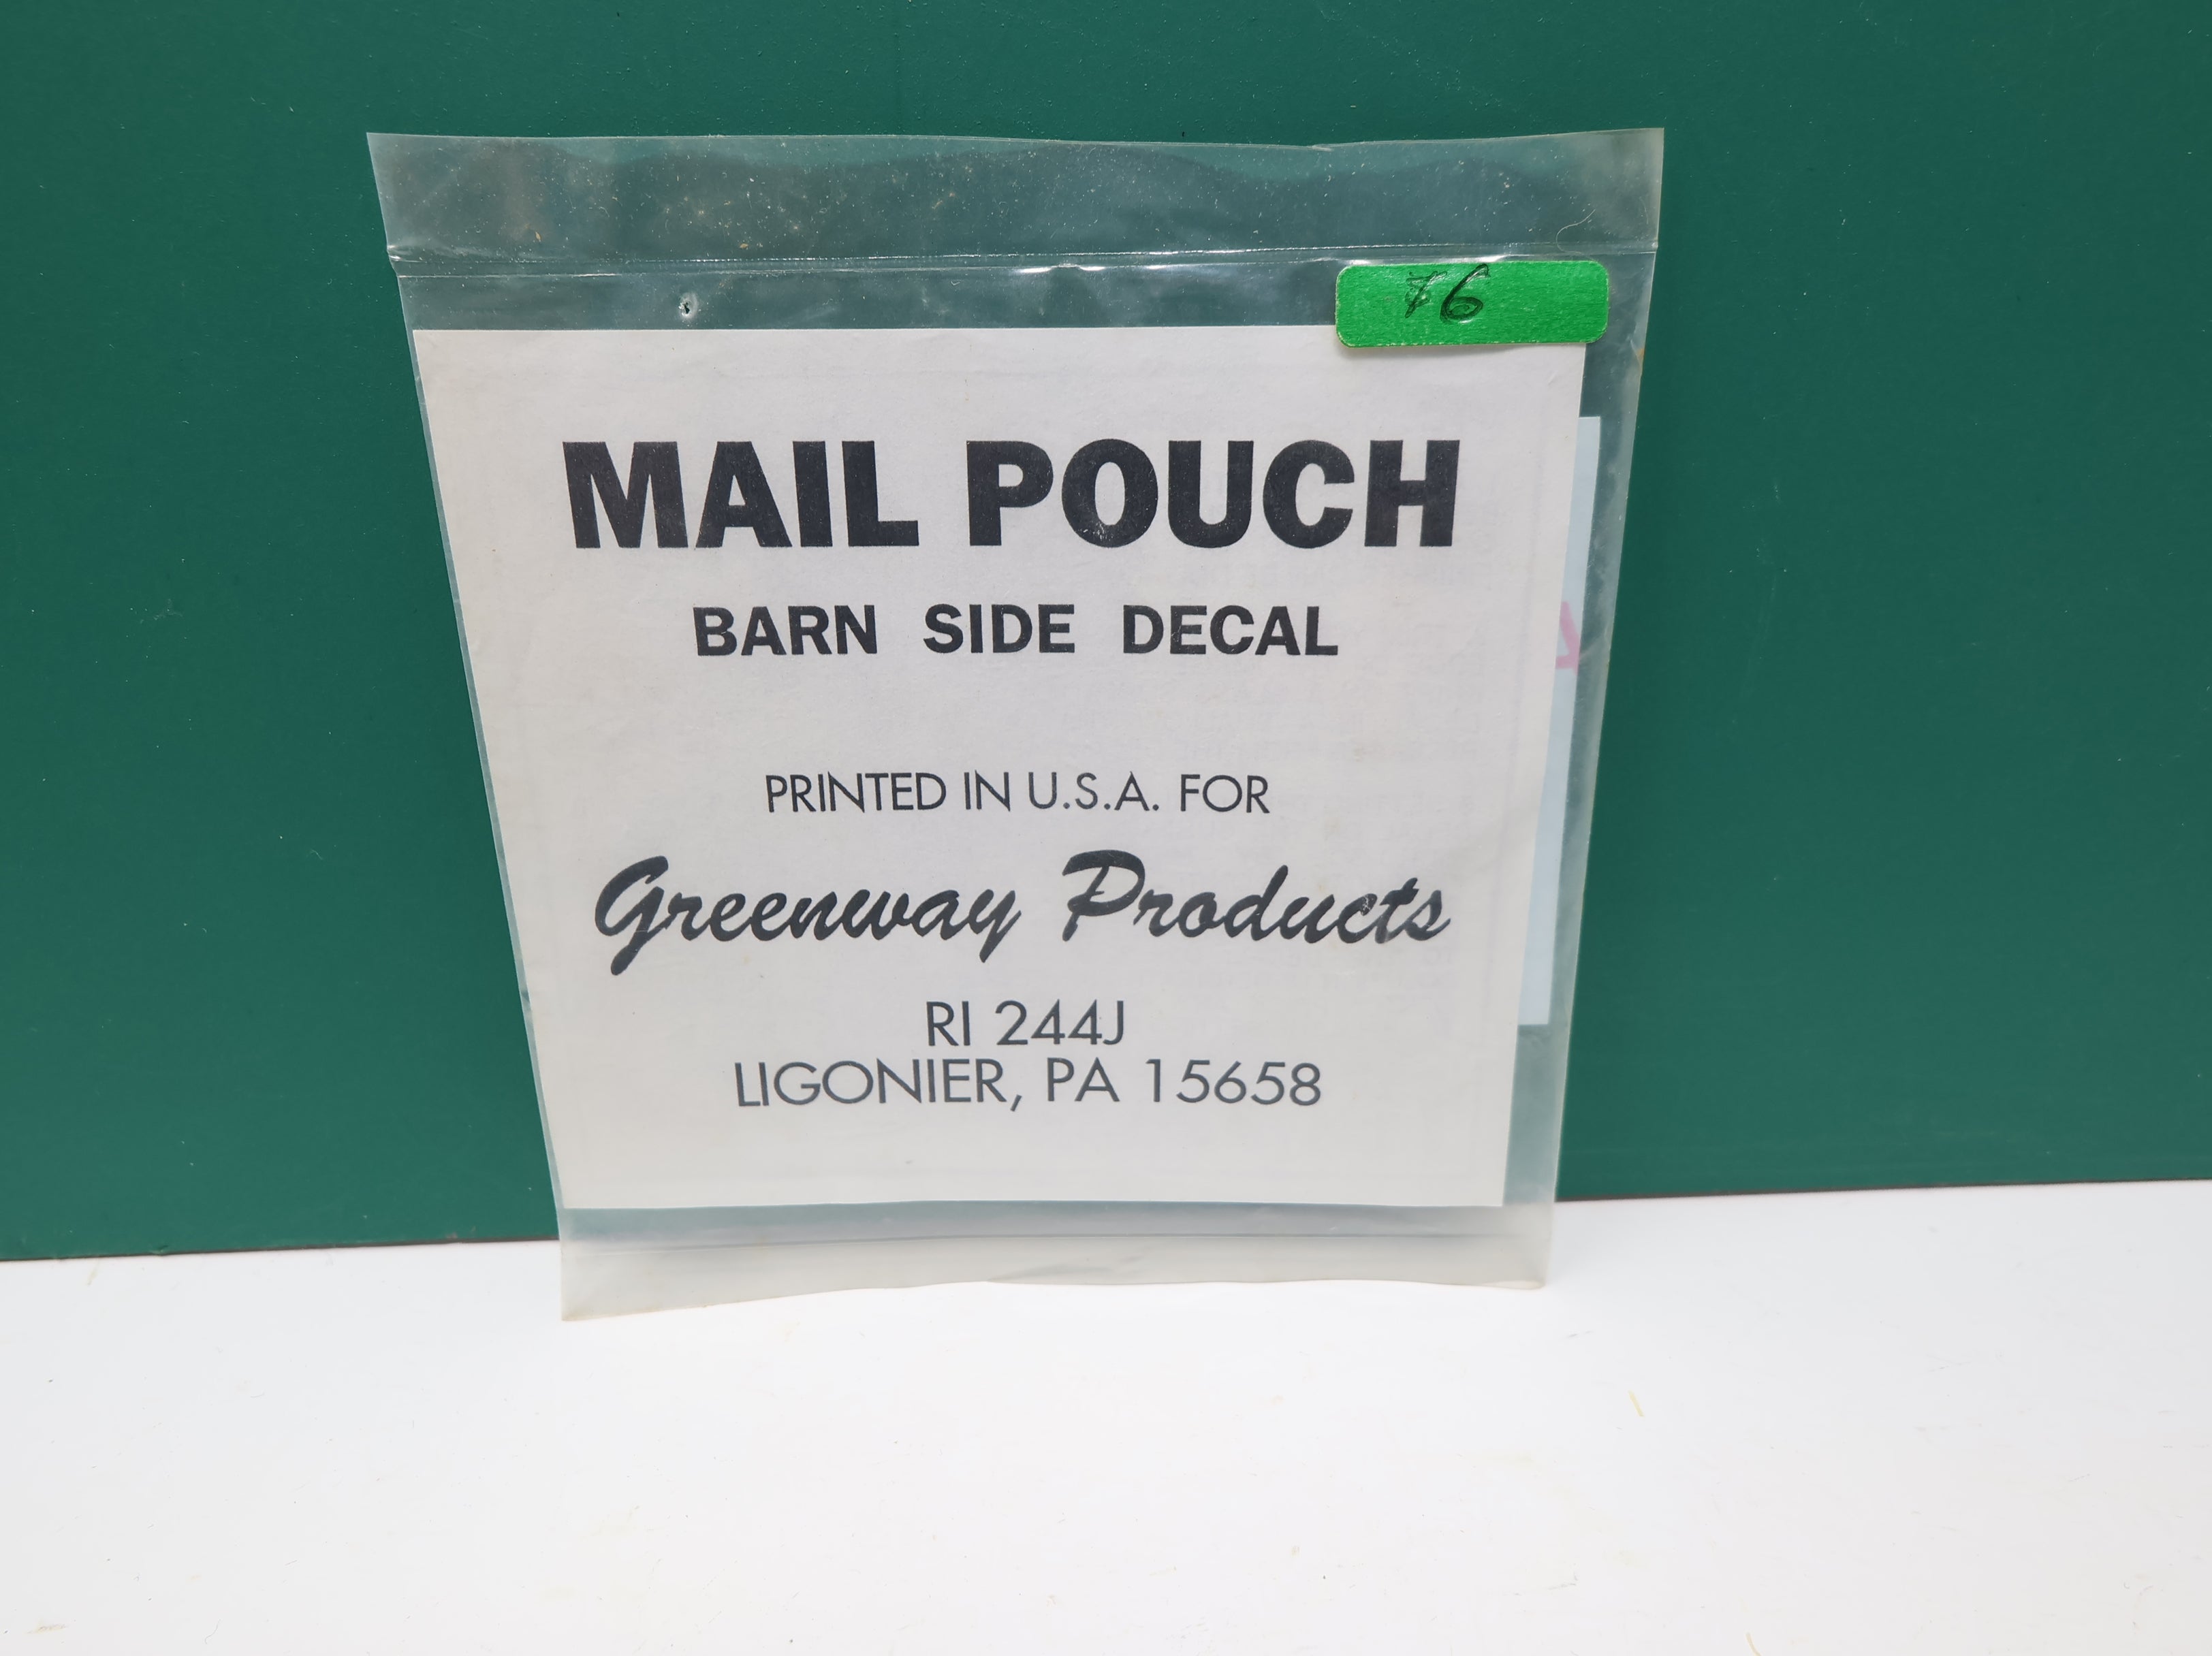 $6
MAIL POUCH
BARN SIDE DECAL
PRINTED IN U.S.A. FOR
Greenway Products
RI 244J
LIGONIER, PA 15658